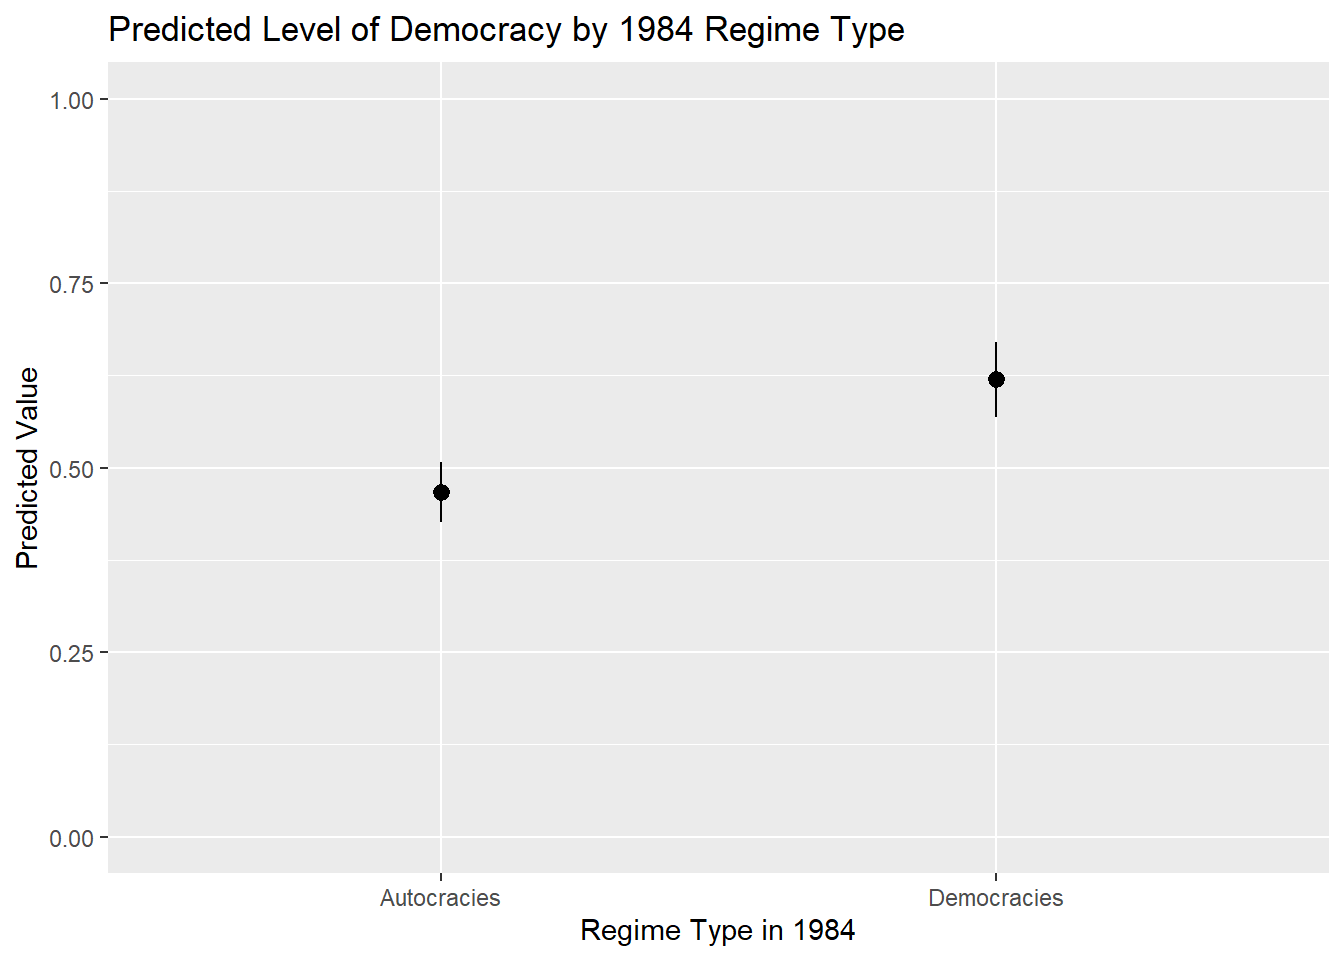 Predicted Level of Democracy by 1984 Regime Type
Predicted Value
1.00
0.75
0.50
0.25
0.00
Autocracies Democracies
Regime Type in 1984